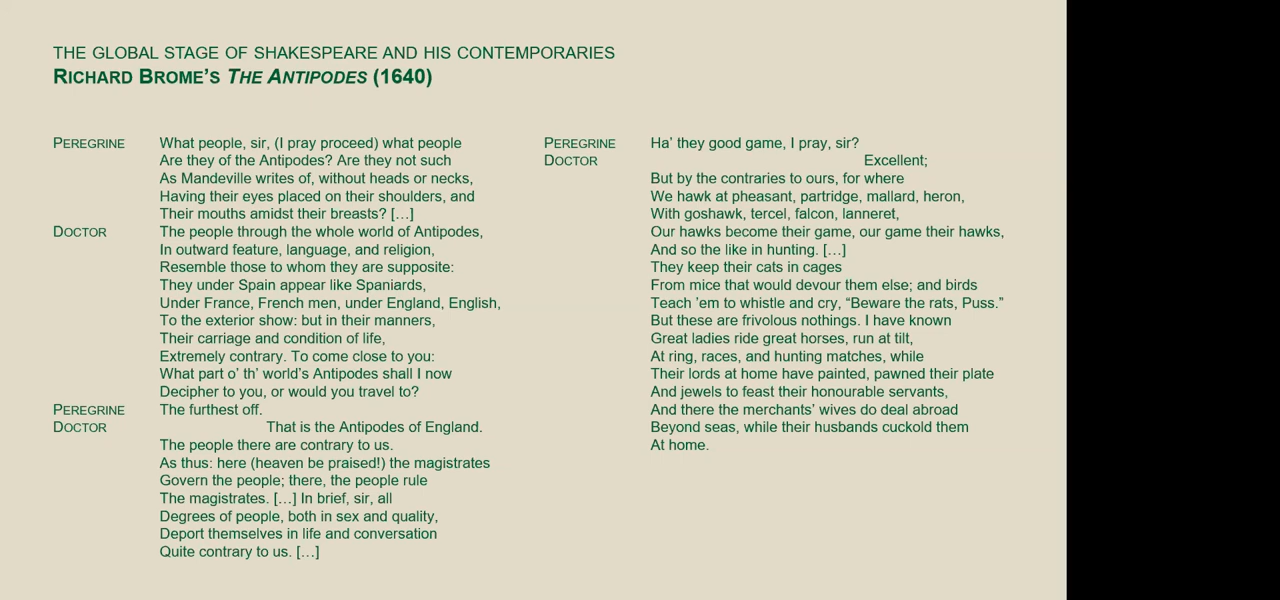 THE GLOBAL STAGE OF SHAKESPEARE AND HIS CONTEMPORARIES
RICHARD BROME'S THE ANTIPODES (1640)
PEREGRINE What people, sir, (I pray proceed) what people
Are they of the Antipodes? Are they not such
As Mandeville writes of, without heads or necks,
Having their eyes placed on their shoulders, and
Their mouths amidst their breasts? […]
DOCTOR The people through the whole world of Antipodes,
In outward feature, language, and religion,
Resemble those to whom they are supposite:
They under Spain appear like Spaniards,
Under France, French men, under England, English,
To the exterior show: but in their manners,
Their carriage and condition of life,
Extremely contrary. To come close to you:
What part o' th' world's Antipodes shall I now
Decipher to you, or would you travel to?
PEREGRINE The furthest off.
DOCTOR That is the Antipodes of England.
The people there are contrary to us.
As thus: here (heaven be praised!) the magistrates
Govern the people; there, the people rule
The magistrates. […] In brief, sir, all
Degrees of people, both in sex and quality,
Deport themselves in life and conversation
Quite contrary to us. […]
PEREGRINE Ha' they good game, I pray, sir?
DOCTOR Excellent;
But by the contraries to ours, for where
We hawk at pheasant, partridge, mallard, heron,
With goshawk, tercel, falcon, lanneret,
Our hawks become their game, our game their hawks,
And so the like in hunting. […]
They keep their cats in cages
From mice that would devour them else; and birds
Teach 'em to whistle and cry, “Beware the rats, Puss.”
But these are frivolous nothings. I have known
Great ladies ride great horses, run at tilt,
At ring, races, and hunting matches, while
Their lords at home have painted, pawned their plate
And jewels to feast their honourable servants,
And there the merchants' wives do deal abroad
Beyond seas, while their husbands cuckold them
At home.